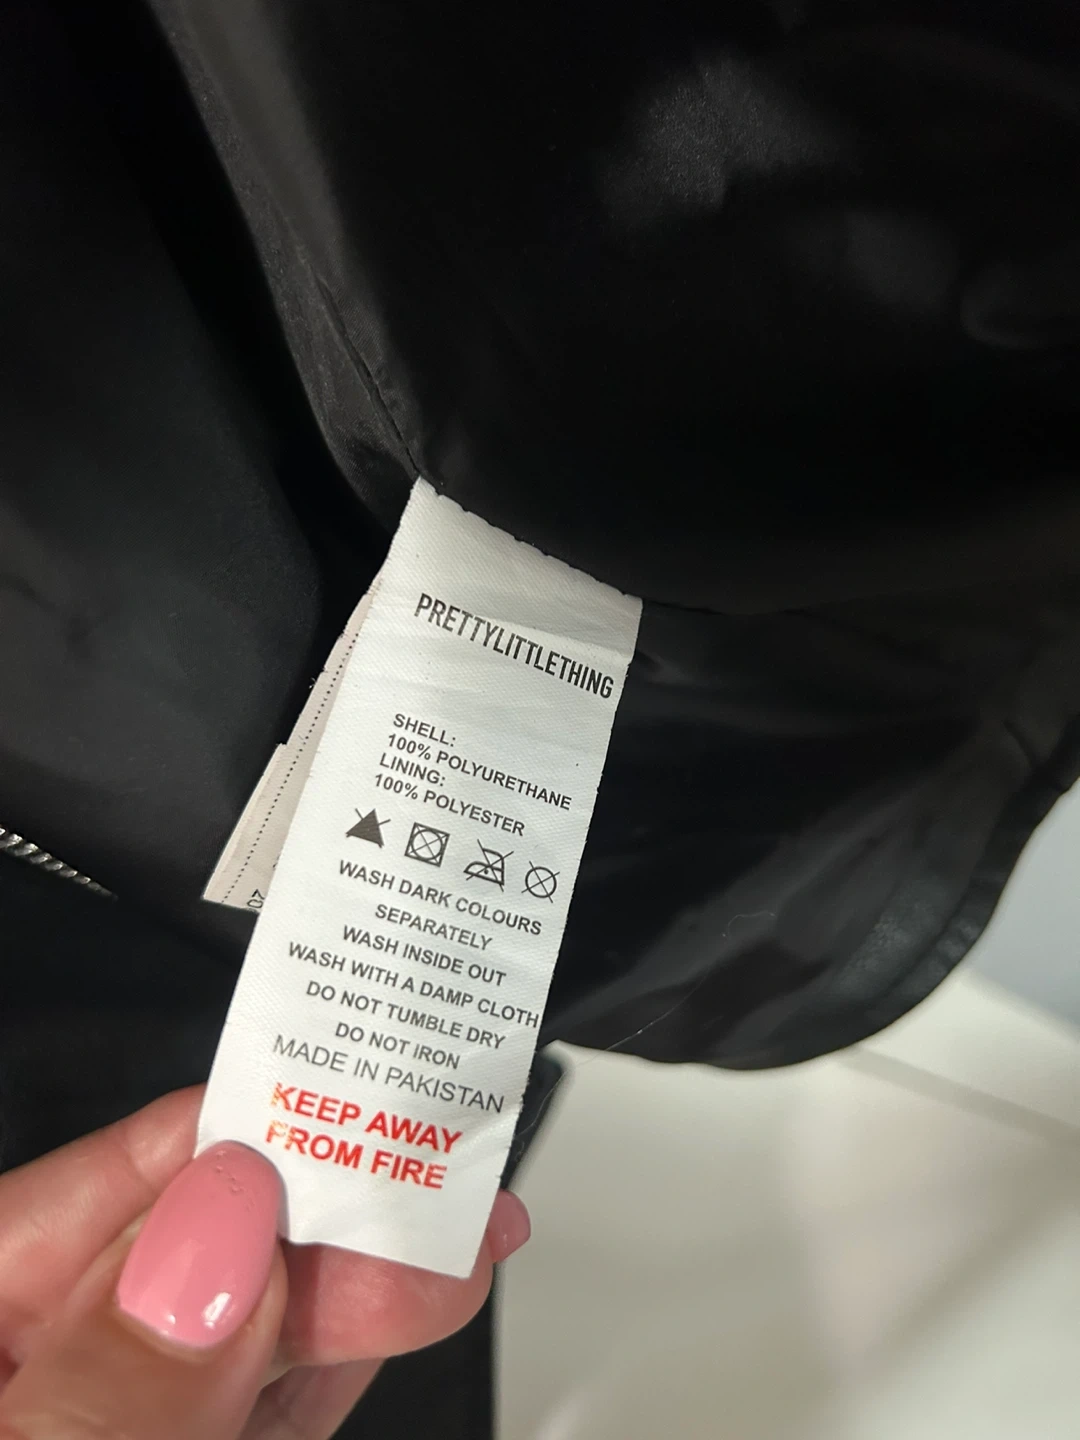 PRETTYLITTLETHING
SHELL:
100% POLYURETHANE
LINING:
100% POLYESTER
WASH DARK COLOURS
SEPARATELY
WASH INSIDE OUT
WASH WITH A DAMP CLOTH
DO NOT TUMBLE DRY
DO NOT IRON
MADE IN PAKISTAN
KEEP AWAY
FROM FIRE